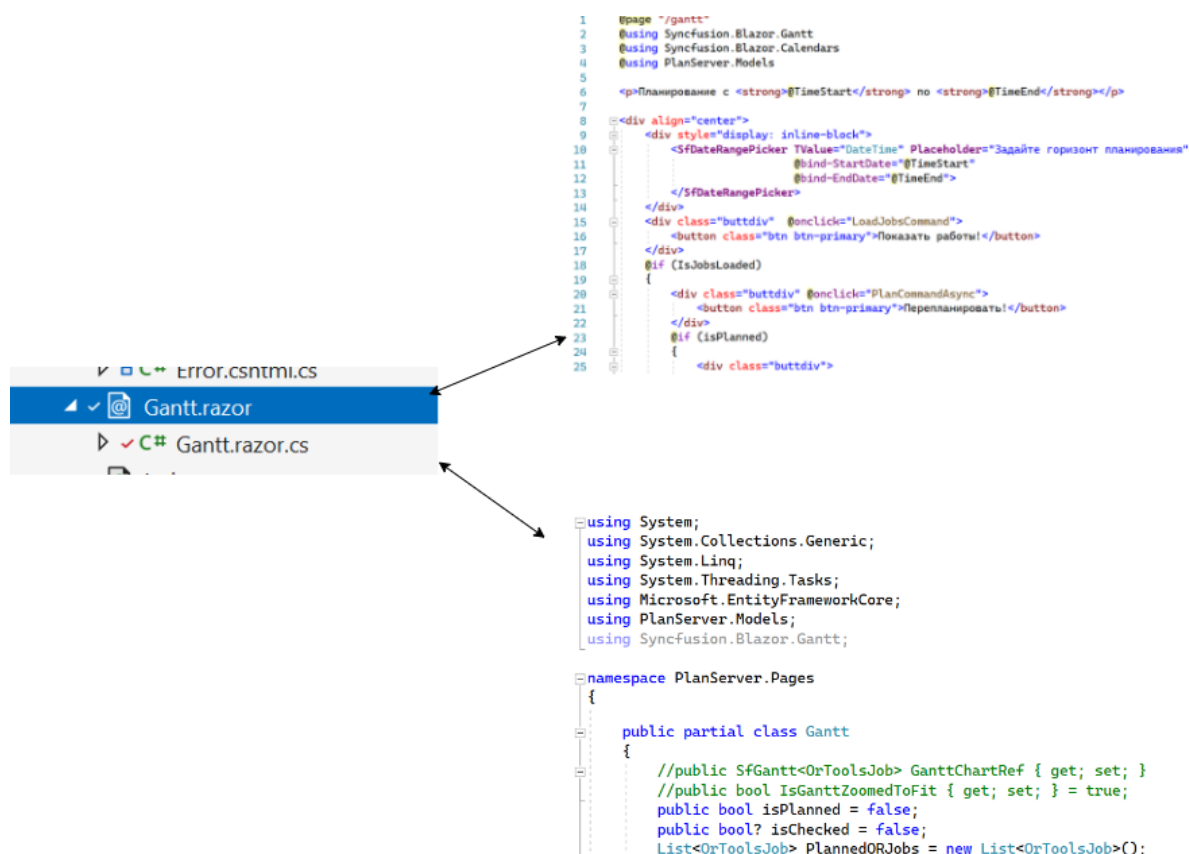 1 @page "/gantt"
2 @using Syncfusion.Blazor.Gantt
3 @using Syncfusion.Blazor.Calendars
4 @using PlanServer.Models
5
6 <p>Планирование с <strong>@TimeStart</strong> по <strong>@TimeEnd</strong></p>
7
8 <div align="center">
9 <div style="display: inline-block">
10 <SfDateRangePicker TValue="DateTime" Placeholder="Задайте горизонт планирования"
11 @bind-StartDate="@TimeStart"
12 @bind-EndDate="@TimeEnd">
13 </SfDateRangePicker>
14 </div>
15 <div class="buttdiv" @onclick="LoadJobsCommand">
16 <button class="btn btn-primary">Показать работы!</button>
17 </div>
18 @if (IsJobsLoaded)
19 {
20 <div class="buttdiv" @onclick="PlanCommandAsync">
21 <button class="btn btn-primary">Перепланировать!</button>
22 </div>
23 @if (isPlanned)
24 {
25 <div class="buttdiv">
C# Error.cshtml.cs
Gantt.razor
C# Gantt.razor.cs
using System;
using System.Collections.Generic;
using System.Linq;
using System.Threading.Tasks;
using Microsoft.EntityFrameworkCore;
using PlanServer.Models;
using Syncfusion.Blazor.Gantt;
namespace PlanServer.Pages
{
public partial class Gantt
{
//public SfGantt<OrToolsJob> GanttChartRef { get; set; }
//public bool IsGanttZoomedToFit { get; set; } = true;
public bool isPlanned = false;
public bool? isChecked = false;
List<OrToolsJob> PlannedORJobs = new List<OrToolsJob>();